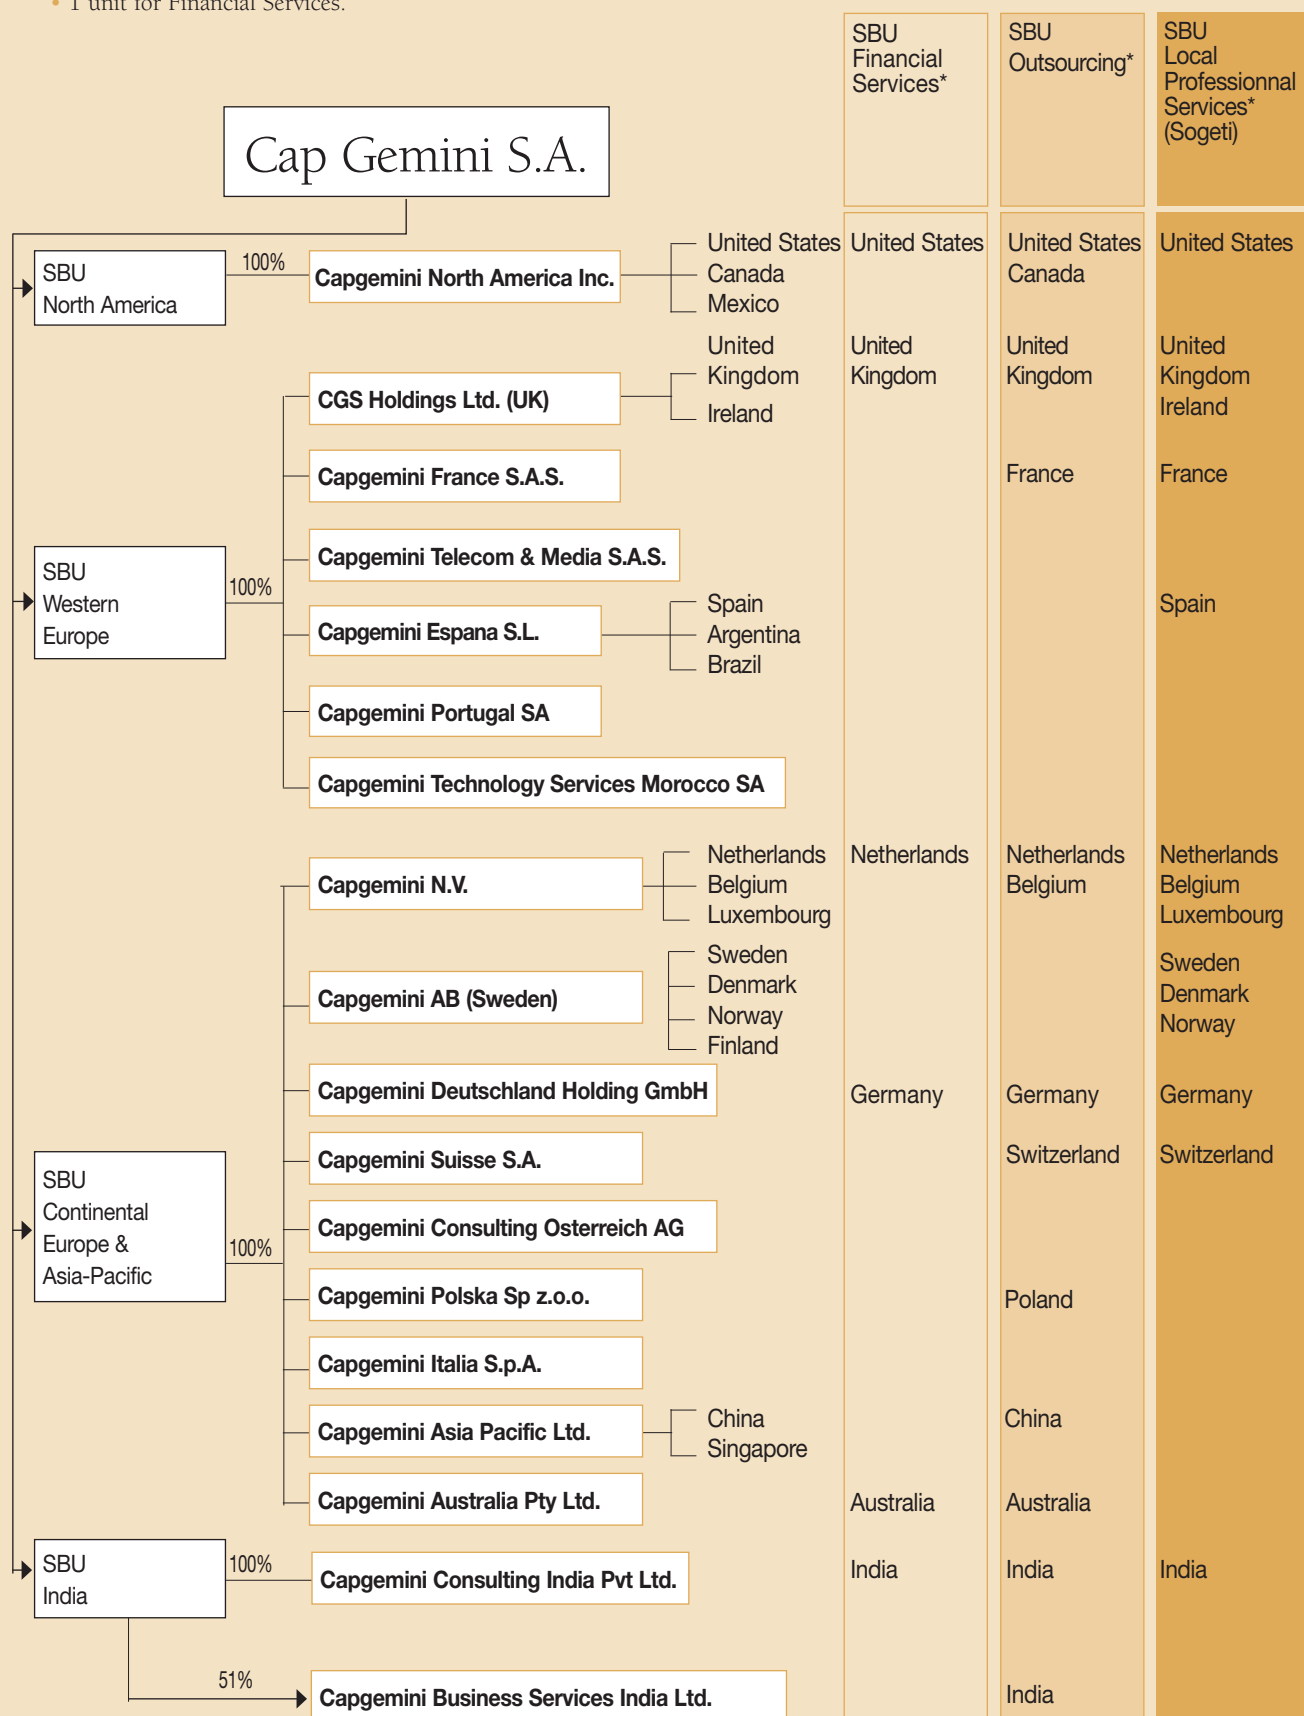 • 1 unit for Financial Services.
SBU
Financial
Services*
SBU
Outsourcing*
SBU
Local
Professionnal
Services*
(Sogeti)
Cap Gemini S.A.
SBU
North America
100%
Capgemini North America Inc.
United States
Canada
Mexico
United States
United States
Canada
United States
CGS Holdings Ltd. (UK)
United
Kingdom
Ireland
United
Kingdom
United
Kingdom
United
Kingdom
Ireland
Capgemini France S.A.S.
France
France
SBU
Western
Europe
100%
Capgemini Telecom & Media S.A.S.
Capgemini Espana S.L.
Spain
Argentina
Brazil
Spain
Capgemini Portugal SA
Capgemini Technology Services Morocco SA
Capgemini N.V.
Netherlands
Belgium
Luxembourg
Netherlands
Netherlands
Belgium
Netherlands
Belgium
Luxembourg
Capgemini AB (Sweden)
Sweden
Denmark
Norway
Finland
Sweden
Denmark
Norway
Capgemini Deutschland Holding GmbH
Germany
Germany
Germany
Capgemini Suisse S.A.
Switzerland
Switzerland
SBU
Continental
Europe &
Asia-Pacific
100%
Capgemini Consulting Osterreich AG
Capgemini Polska Sp z.o.o.
Poland
Capgemini Italia S.p.A.
Capgemini Asia Pacific Ltd.
China
Singapore
China
Capgemini Australia Pty Ltd.
Australia
Australia
SBU
India
100%
Capgemini Consulting India Pvt Ltd.
India
India
India
51%
Capgemini Business Services India Ltd.
India